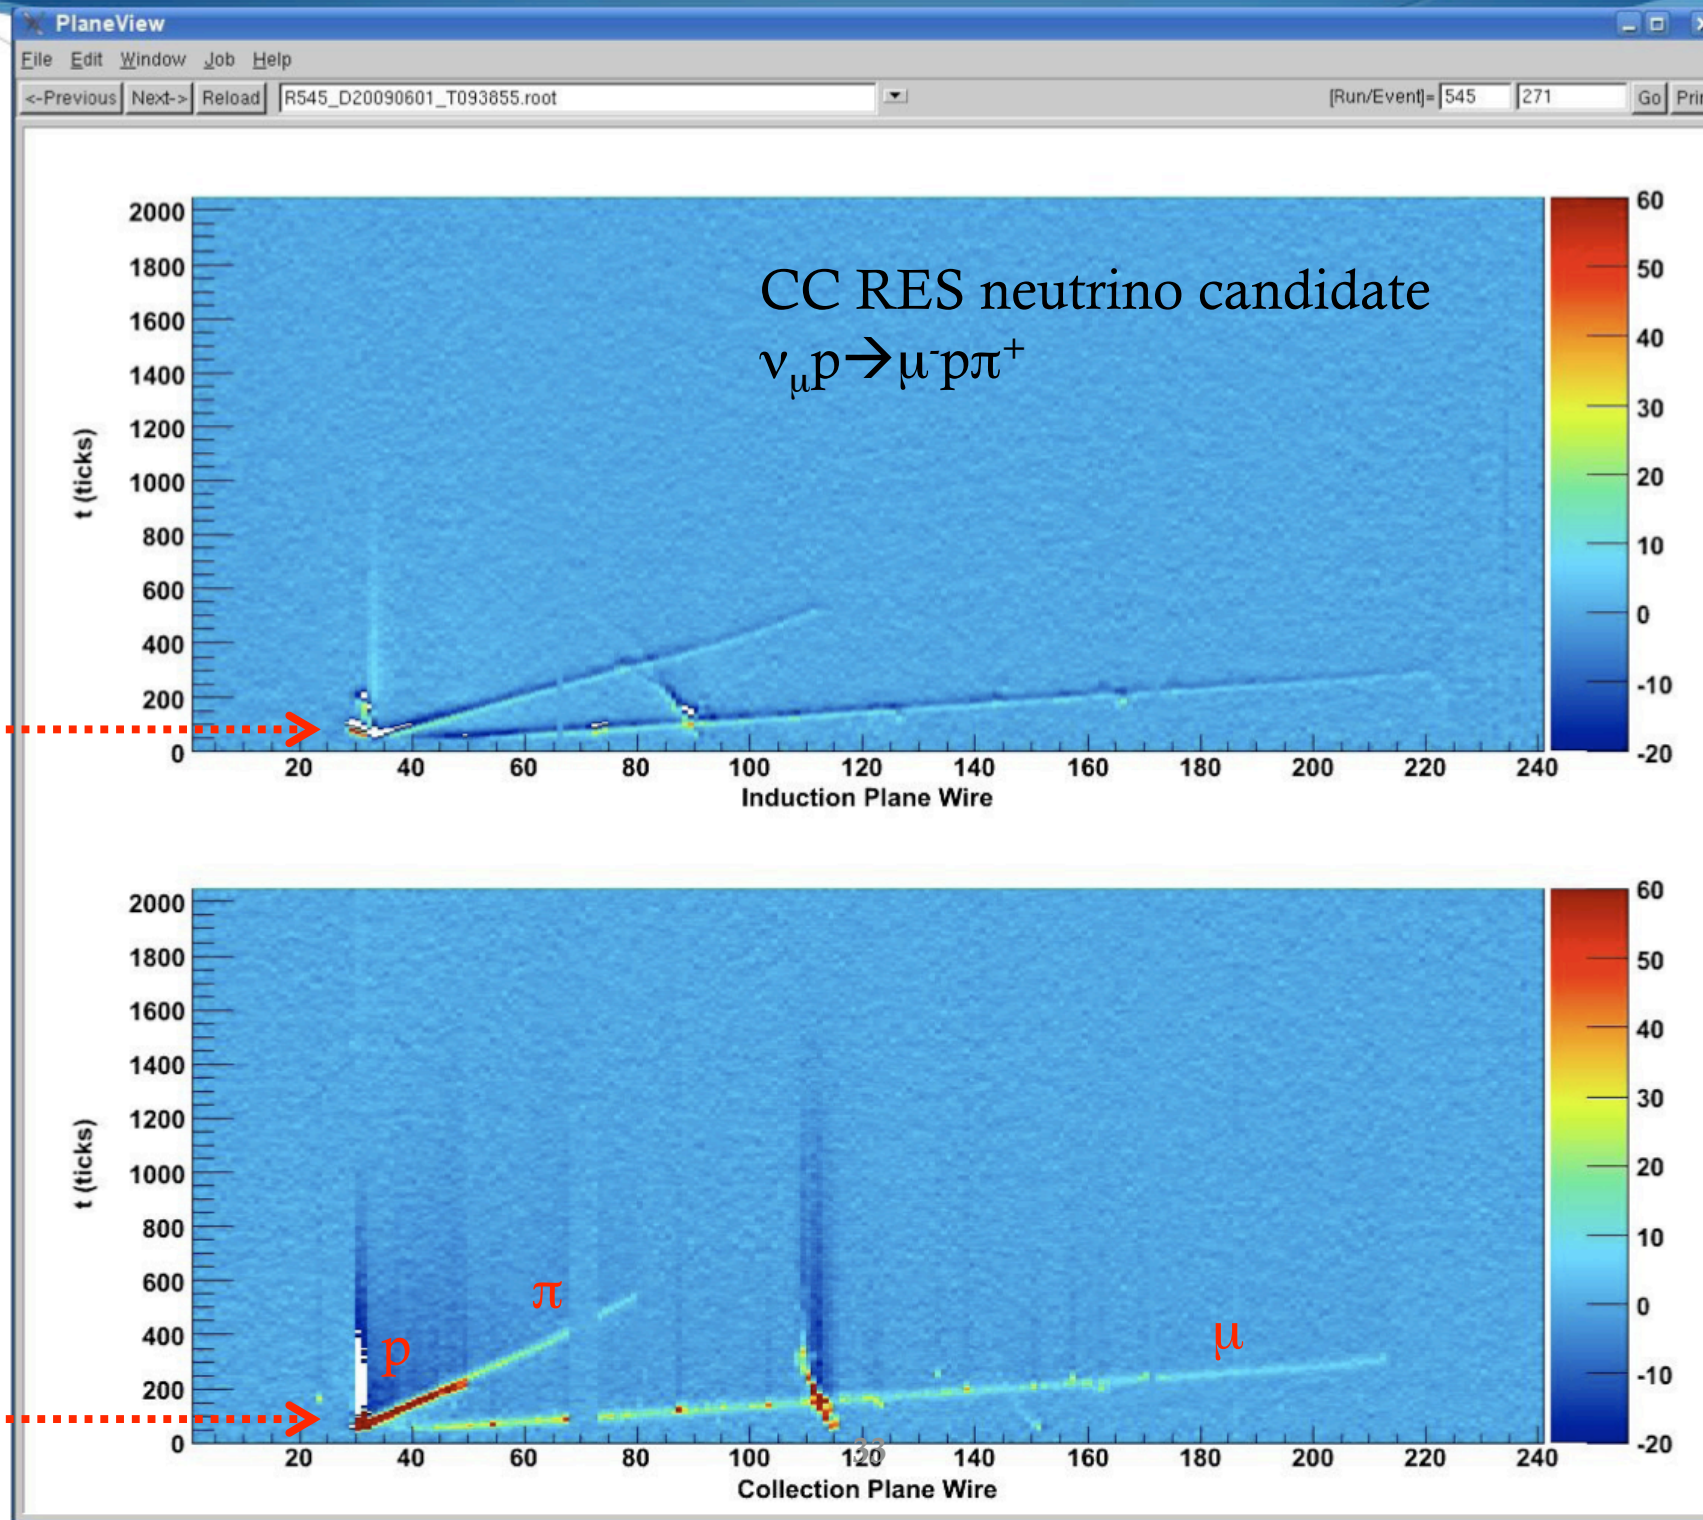 PlaneView
File Edit Window Job Help
<-Previous Next-> Reload R545_D20090601_T093855.root [Run/Event]= 545 271 Go Prin
CC RES neutrino candidate
νμp→μ-pπ+
2000
1800
1600
1400
1200
1000
800
600
400
200
0
t (ticks)
20 40 60 80 100 120 140 160 180 200 220 240
Induction Plane Wire
60
50
40
30
20
10
0
-10
-20
2000
1800
1600
1400
1200
1000
800
600
400
200
0
t (ticks)
π
p
μ
20 40 60 80 100 120 140 160 180 200 220 240
33
Collection Plane Wire
60
50
40
30
20
10
0
-10
-20